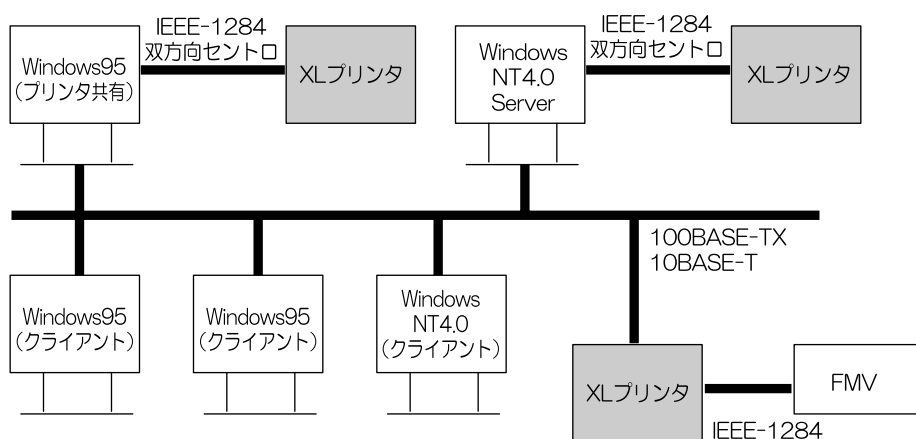 IEEE-1284
双方向セントロ
Windows95
（プリンタ共有）
XLプリンタ
IEEE-1284
双方向セントロ
Windows
NT4.0
Server
XLプリンタ
100BASE-TX
10BASE-T
Windows95
（クライアント）
Windows95
（クライアント）
Windows
NT4.0
（クライアント）
XLプリンタ
FMV
IEEE-1284